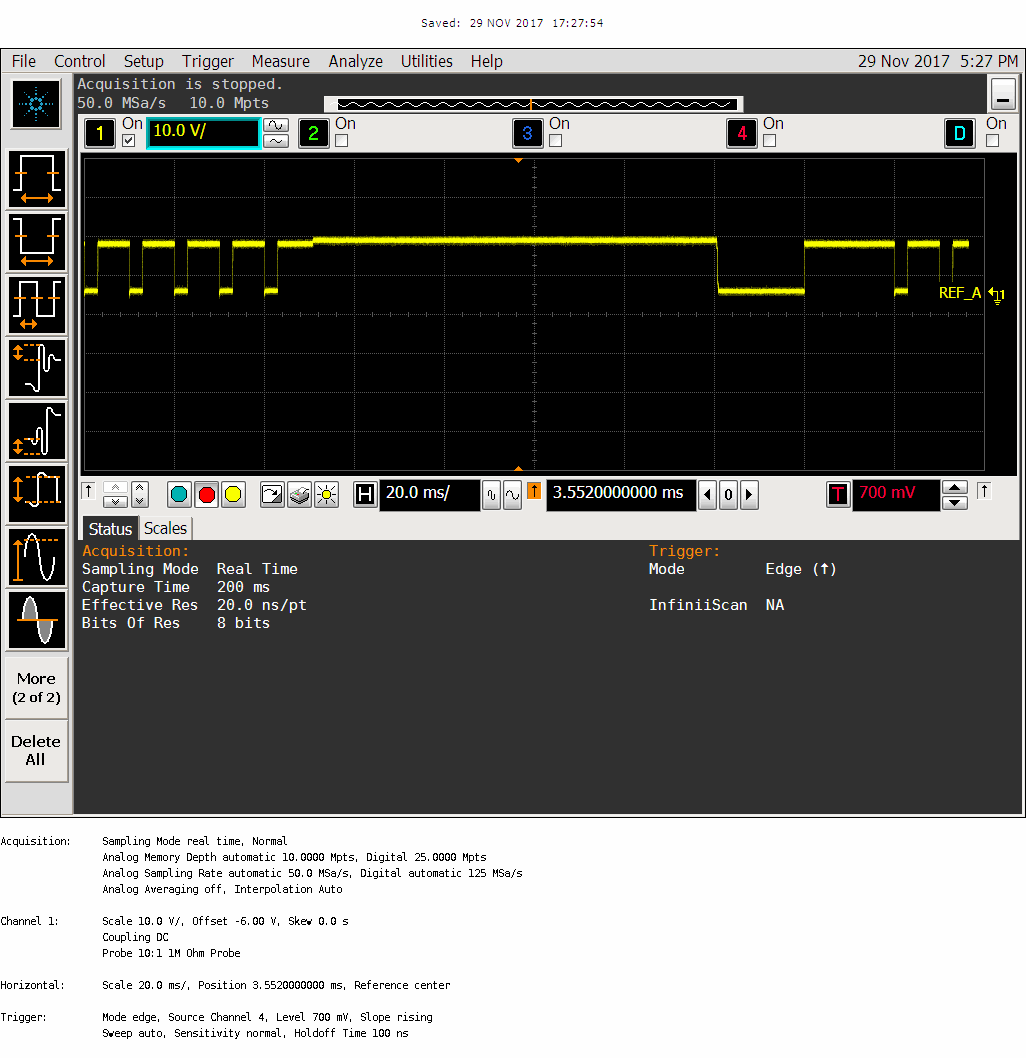 Saved: 29 NOV 2017 17:27:54
File Control Setup Trigger Measure Analyze Utilities Help 29 Nov 2017 5:27 PM
Acquisition is stopped.
50.0 MSa/s 10.0 Mpts
1 On 10.0 V/ 2 On 3 On 4 On D On
REF_A 1
H 20.0 ms/ 3.5520000000 ms 0 T 700 mV
Status Scales
Acquisition: Trigger:
Sampling Mode Real Time Mode Edge (↑)
Capture Time 200 ms
Effective Res 20.0 ns/pt InfiniiScan NA
Bits Of Res 8 bits
More
(2 of 2)
Delete
All
Acquisition: Sampling Mode real time, Normal
Analog Memory Depth automatic 10.0000 Mpts, Digital 25.0000 Mpts
Analog Sampling Rate automatic 50.0 MSa/s, Digital automatic 125 MSa/s
Analog Averaging off, Interpolation Auto
Channel 1: Scale 10.0 V/, Offset -6.00 V, Skew 0.0 s
Coupling DC
Probe 10:1 1M Ohm Probe
Horizontal: Scale 20.0 ms/, Position 3.5520000000 ms, Reference center
Trigger: Mode edge, Source Channel 4, Level 700 mV, Slope rising
Sweep auto, Sensitivity normal, Holdoff Time 100 ns